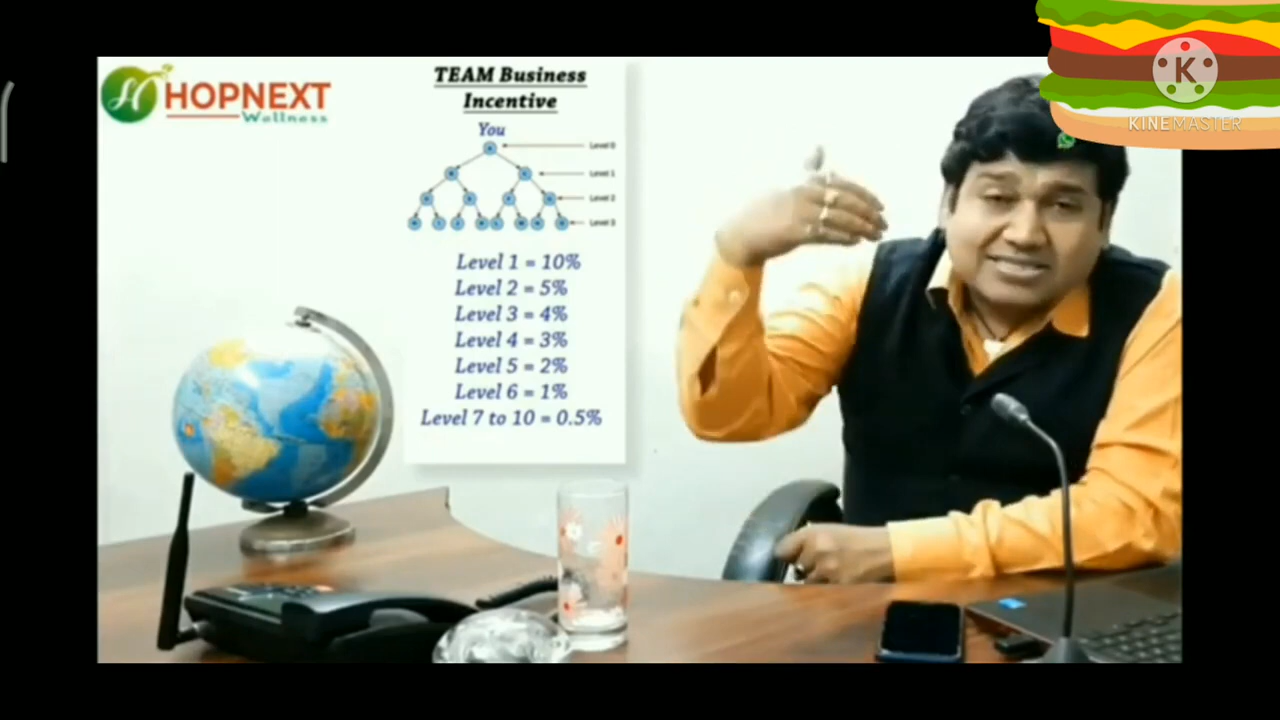 HOPNEXT
Wellness
TEAM Business
Incentive
You
Level 0
Level 1
Level 2
Level 3
Level 1 = 10%
Level 2 = 5%
Level 3 = 4%
Level 4 = 3%
Level 5 = 2%
Level 6 = 1%
Level 7 to 10 = 0.5%
K
KINEMASTER